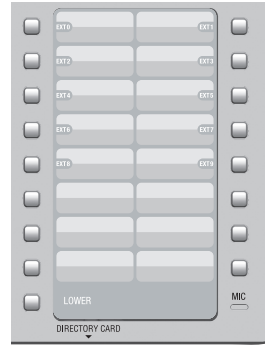 EXT0 EXT1
EXT2 EXT3
EXT4 EXT5
EXT6 EXT7
EXT8 EXT9
LOWER
MIC
DIRECTORY CARD